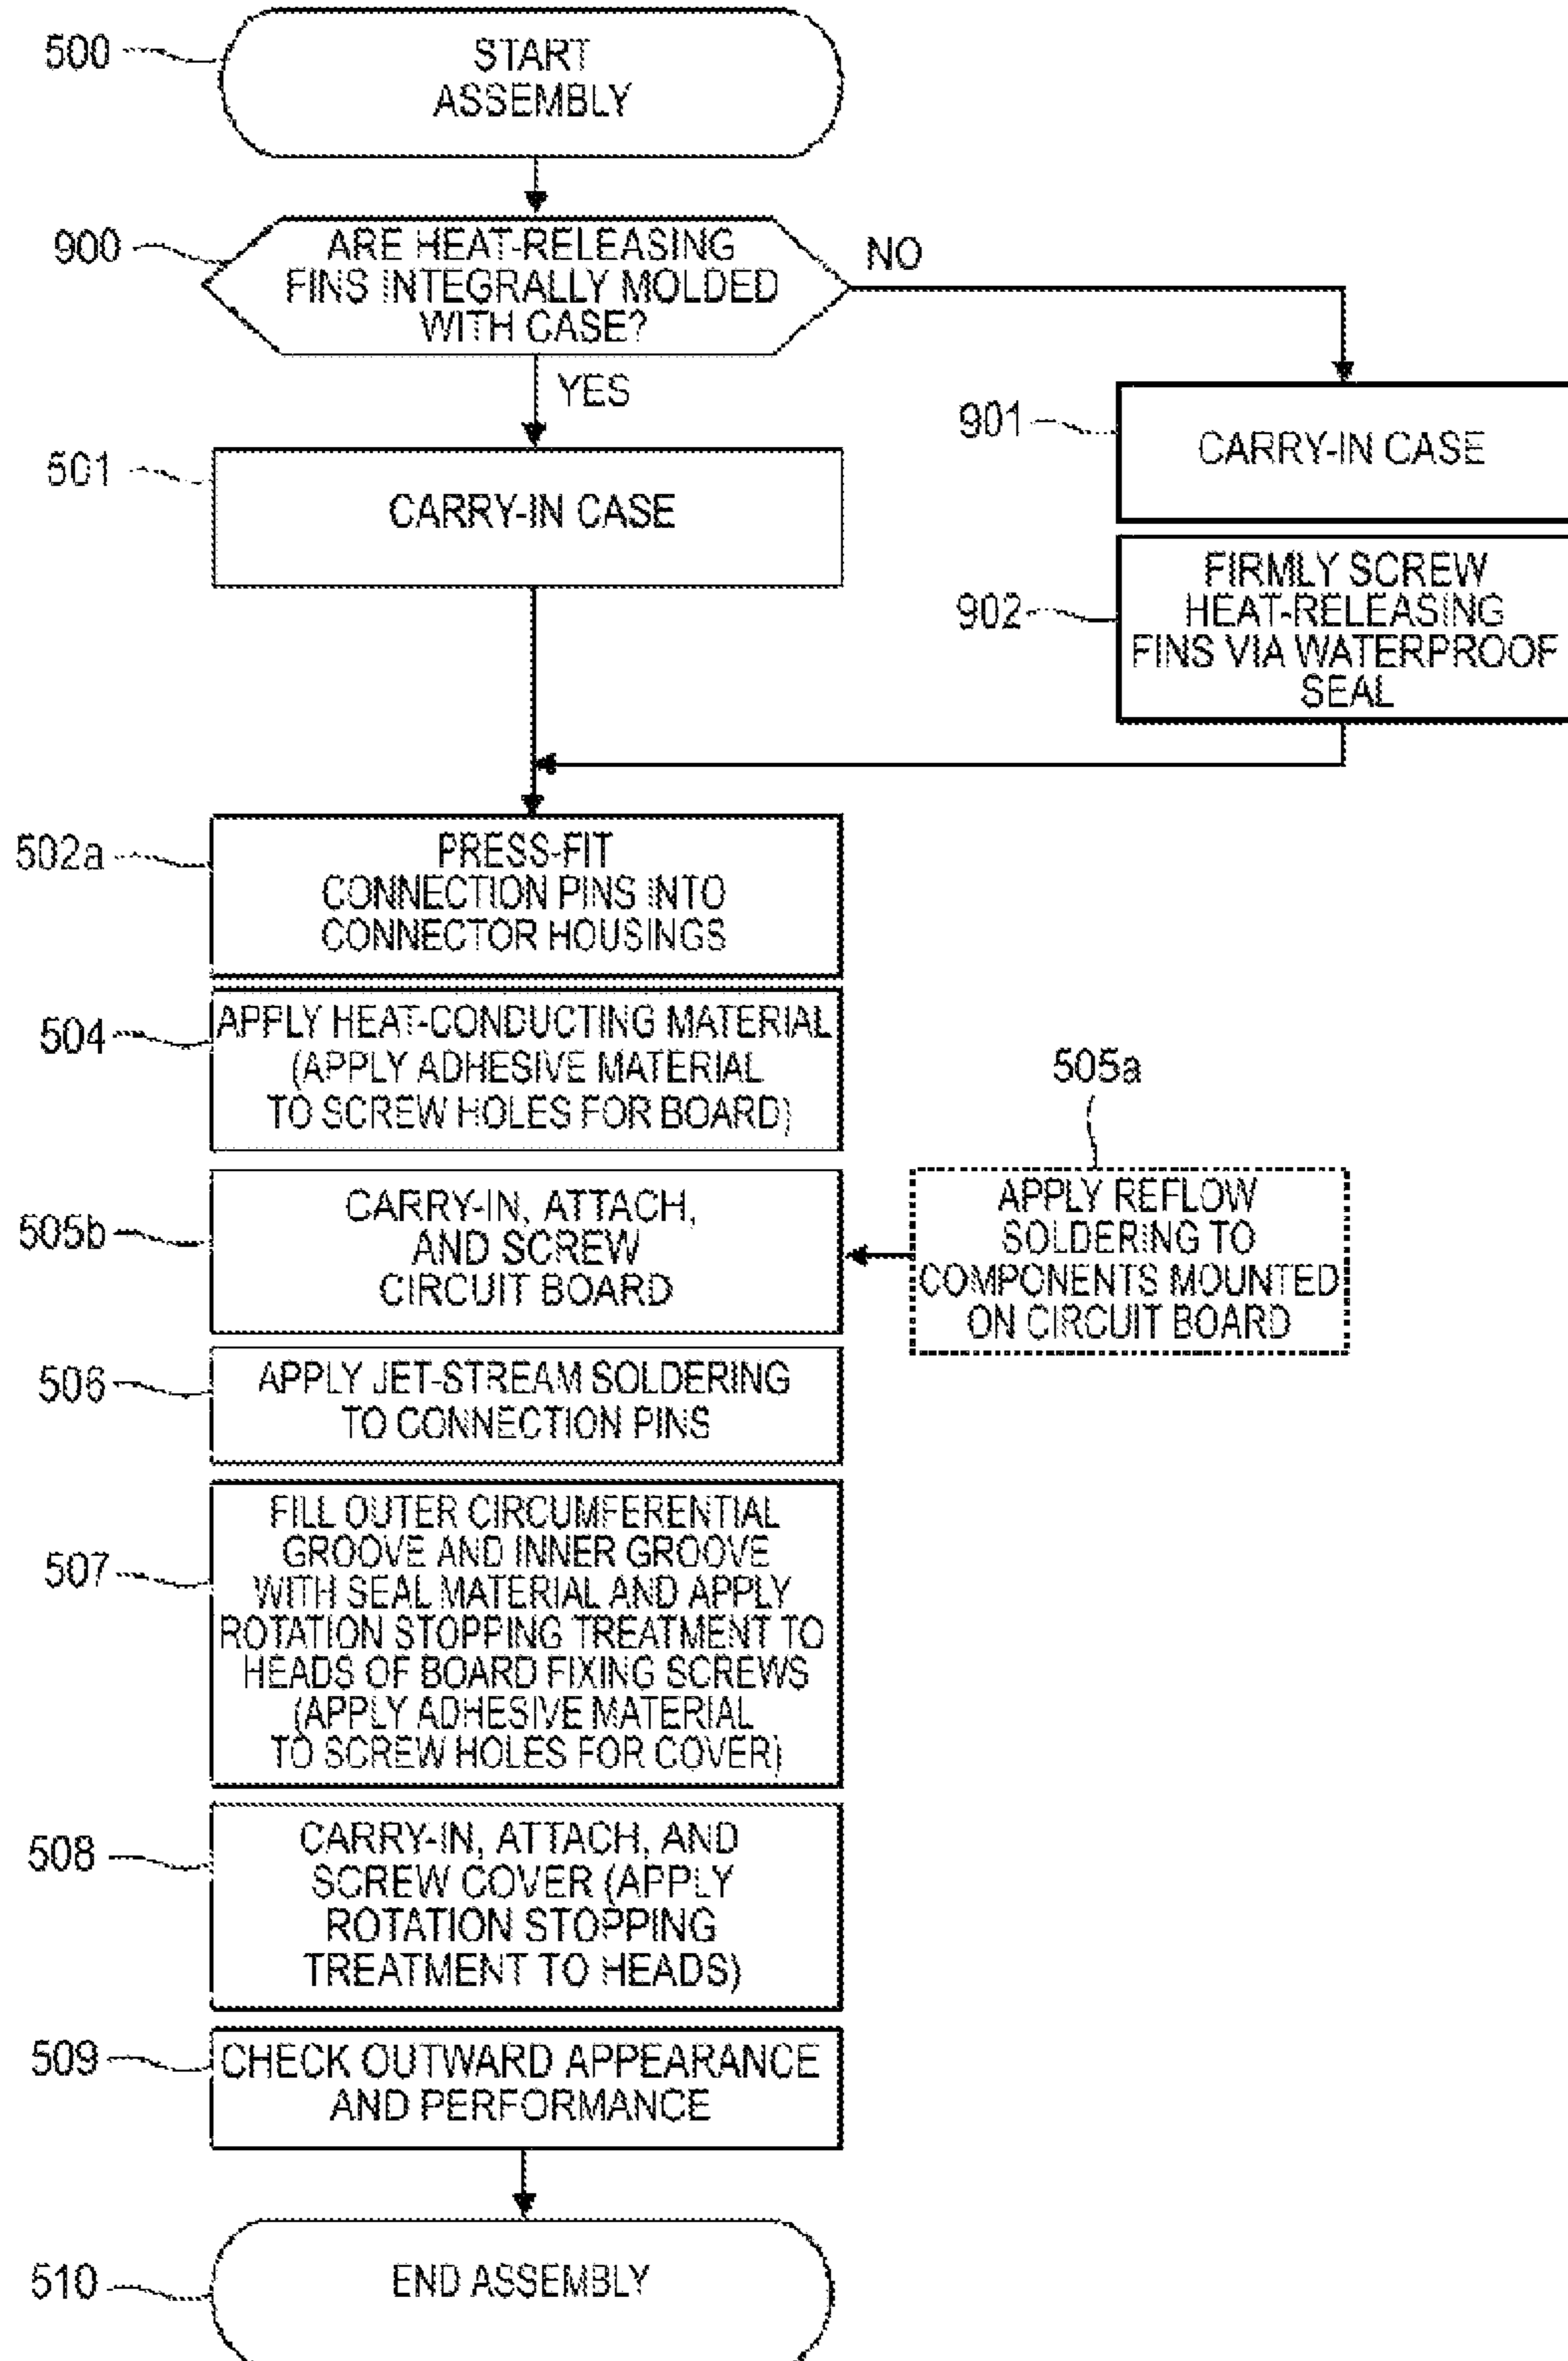 500
START
ASSEMBLY
900
ARE HEAT-RELEASING
FINS INTEGRALLY MOLDED
WITH CASE?
NO
YES
901
CARRY-IN CASE
501
CARRY-IN CASE
902
FIRMLY SCREW
HEAT-RELEASING
FINS VIA WATERPROOF
SEAL
502a
PRESS-FIT
CONNECTION PINS INTO
CONNECTOR HOUSINGS
504
APPLY HEAT-CONDUCTING MATERIAL
(APPLY ADHESIVE MATERIAL
TO SCREW HOLES FOR BOARD)
505a
APPLY REFLOW
SOLDERING TO
COMPONENTS MOUNTED
ON CIRCUIT BOARD
505b
CARRY-IN, ATTACH,
AND SCREW
CIRCUIT BOARD
506
APPLY JET-STREAM SOLDERING
TO CONNECTION PINS
507
FILL OUTER CIRCUMFERENTIAL
GROOVE AND INNER GROOVE
WITH SEAL MATERIAL AND APPLY
ROTATION STOPPING TREATMENT TO
HEADS OF BOARD FIXING SCREWS
(APPLY ADHESIVE MATERIAL
TO SCREW HOLES FOR COVER)
508
CARRY-IN, ATTACH, AND
SCREW COVER (APPLY
ROTATION STOPPING
TREATMENT TO HEADS)
509
CHECK OUTWARD APPEARANCE
AND PERFORMANCE
510
END ASSEMBLY